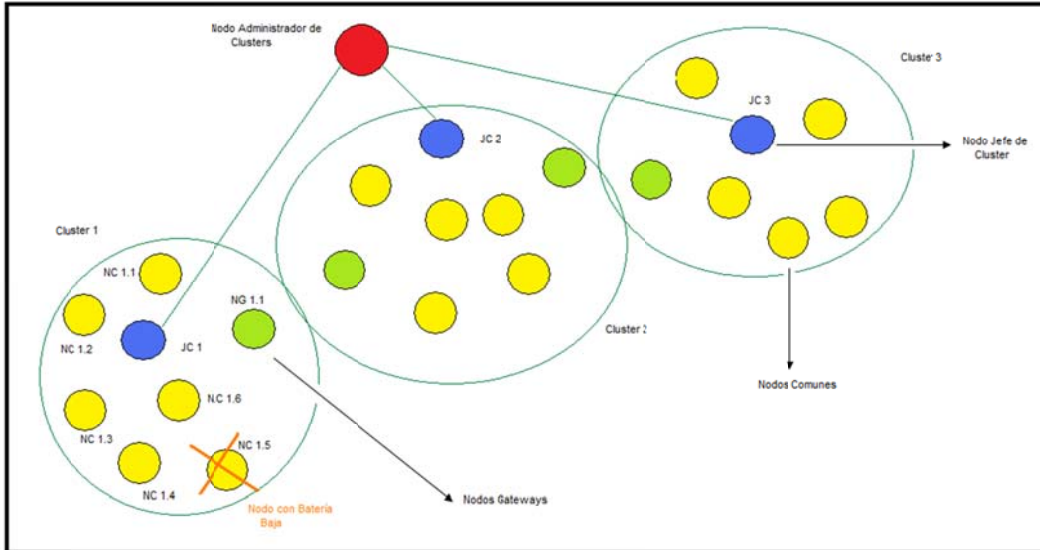 Nodo Administrador de
Clusters
Cluster 3
JC 3
JC 2
Nodo Jefe de
Cluster
Cluster 1
NC 1.1
NG 1.1
NC 1.2
JC 1
Cluster 2
Nodos Comunes
NC 1.6
NC 1.3
NC 1.5
NC 1.4
Nodos Gateways
Nodo con Batería
Baja